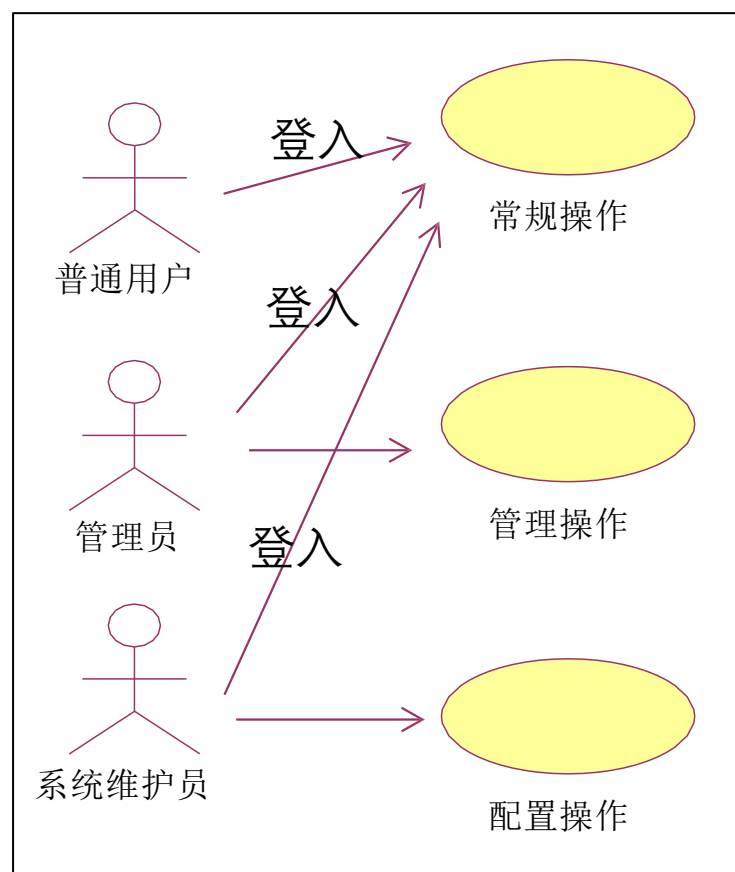 登入
常规操作
普通用户
登入
管理操作
管理员
登入
系统维护员
配置操作